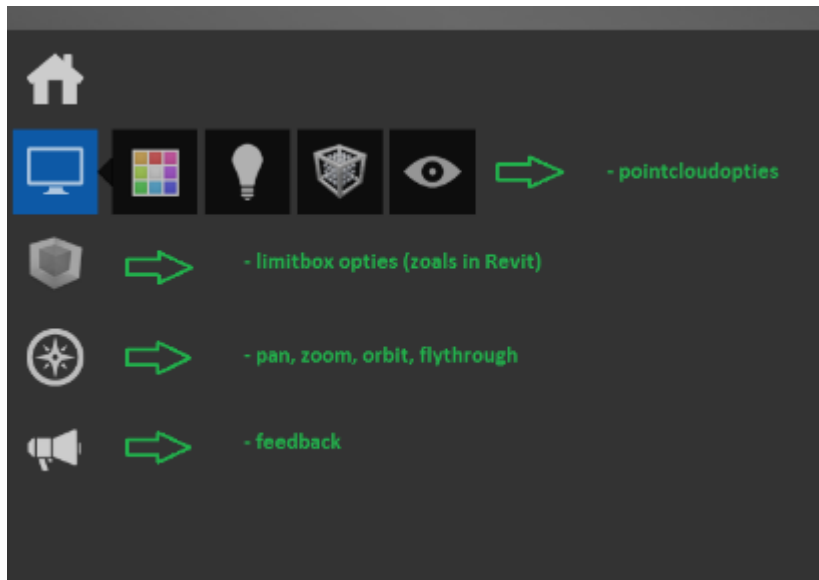 - pointcloudopties
- limitbox opties (zoals in Revit)
- pan, zoom, orbit, flythrough
- feedback